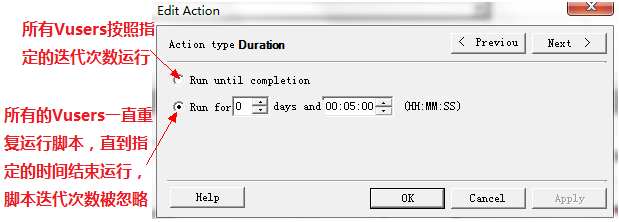 Edit Action
所有Vusers按照指
定的迭代次数运行
Action type Duration
< Previou
Next >
Run until completion
所有的Vusers一直重
复运行脚本，直到指
定的时间结束运行，
脚本迭代次数被忽略
Run for 0 days and 00:05:00 (HH:MM:SS)
Help
OK
Cancel
Apply